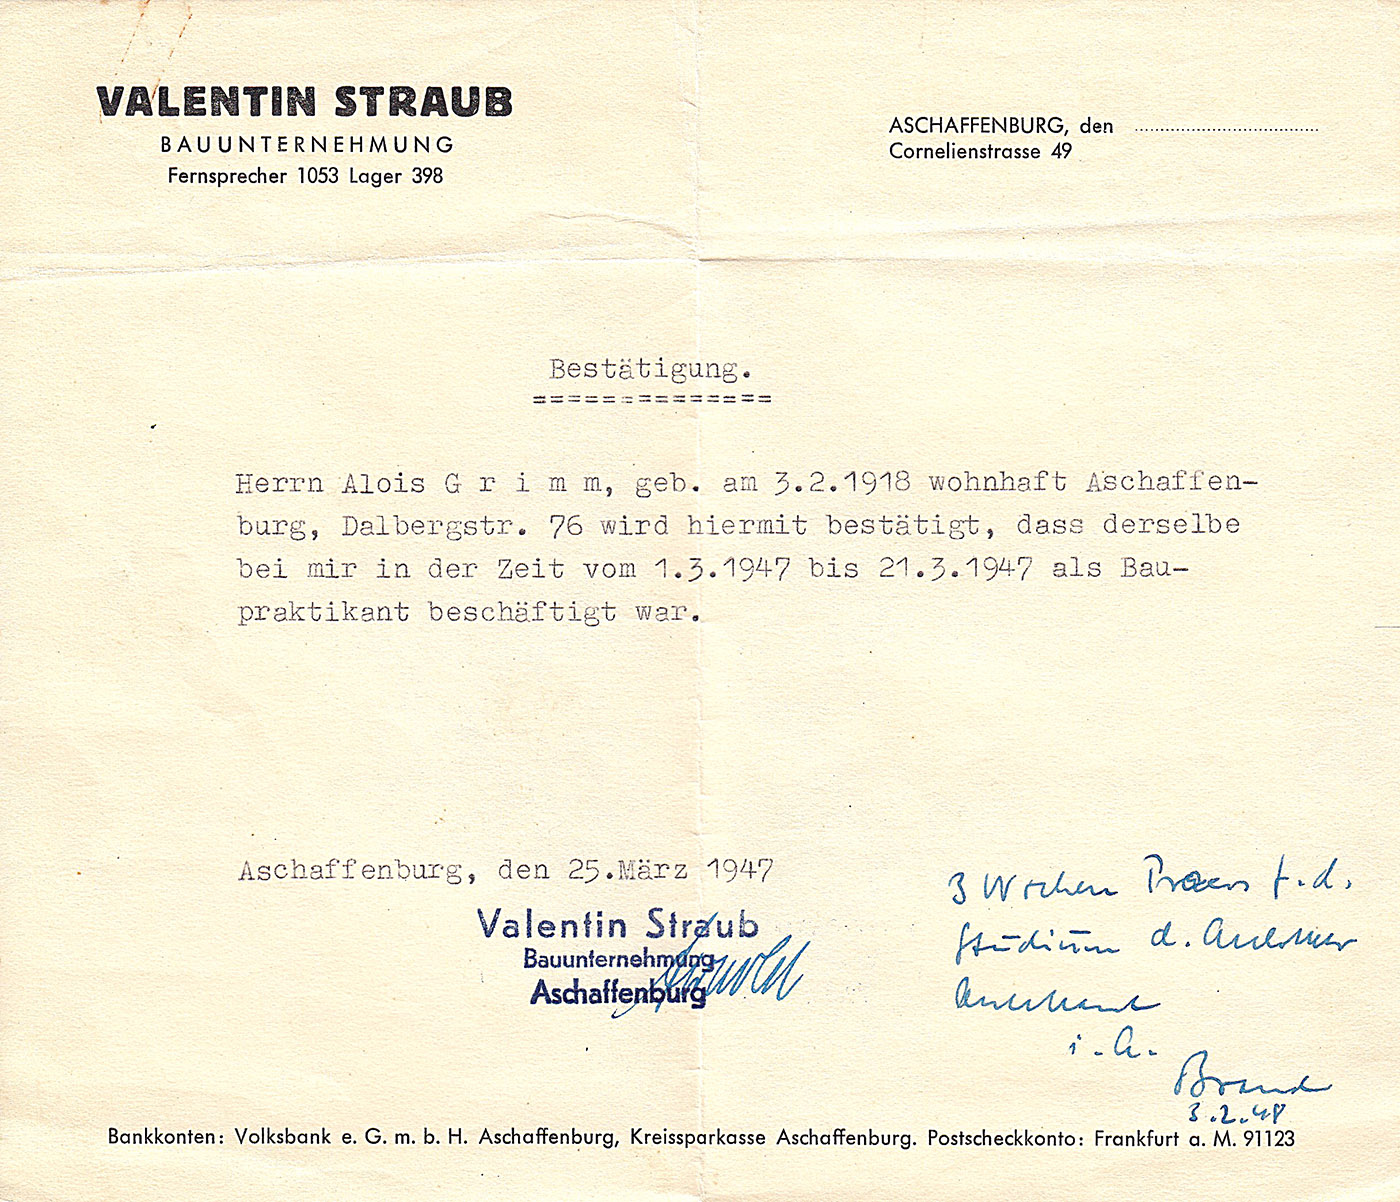 VALENTIN STRAUB
BAUUNTERNEHMUNG
Fernsprecher 1053 Lager 398
ASCHAFFENBURG, den
Cornelienstrasse 49
Bestätigung.
==============
Herrn Alois G r i m m, geb. am 3.2.1918 wohnhaft Aschaffen-
burg, Dalbergstr. 76 wird hiermit bestätigt, dass derselbe
bei mir in der Zeit vom 1.3.1947 bis 21.3.1947 als Bau-
praktikant beschäftigt war.
Aschaffenburg, den 25.März 1947
Valentin Straub
Bauunternehmung
Aschaffenburg
3 Wochen Praxis f. d.
Studium d. Architektur
anerkannt
i. A.
Brand
3.2.48
Bankkonten: Volksbank e. G. m. b. H. Aschaffenburg, Kreissparkasse Aschaffenburg. Postscheckkonto: Frankfurt a. M. 91123